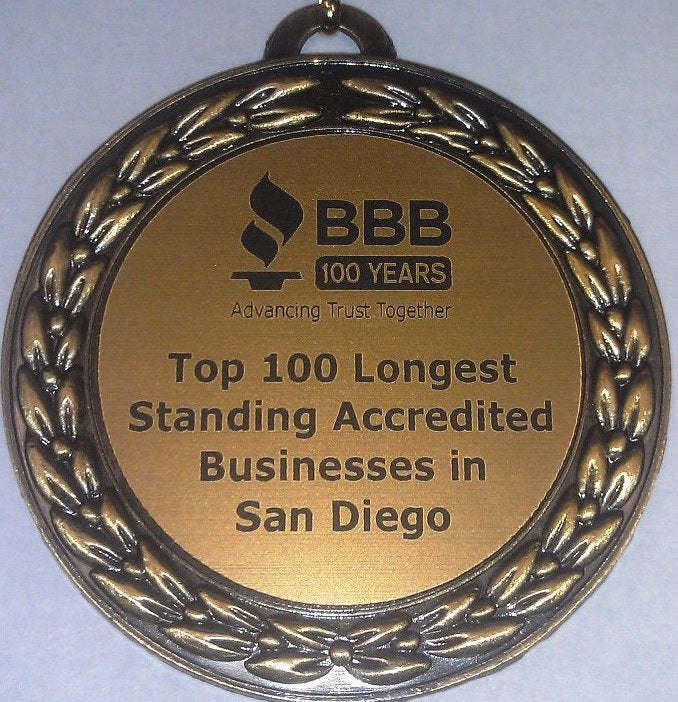 BBB
100 YEARS
Advancing Trust Together
Top 100 Longest
Standing Accredited
Businesses in
San Diego